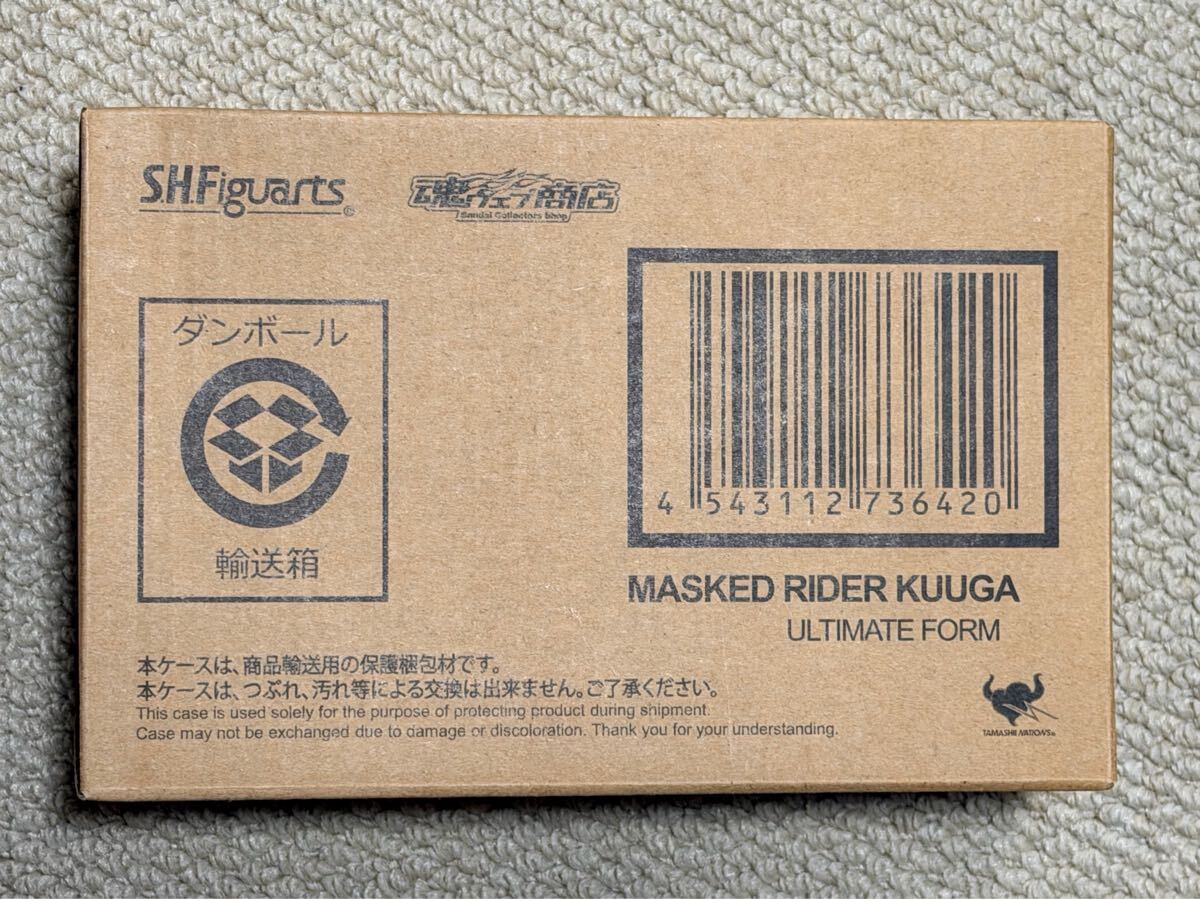 S.H.Figuarts
魂ウェブ商店
Bandai Collectors Shop
ダンボール
輸送箱
4 543112 736420
MASKED RIDER KUUGA
ULTIMATE FORM
本ケースは、商品輸送用の保護梱包材です。
本ケースは、つぶれ、汚れ等による交換は出来ません。ご了承ください。
This case is used solely for the purpose of protecting product during shipment.
Case may not be exchanged due to damage or discoloration. Thank you for your understanding.
TAMASHII NATIONS